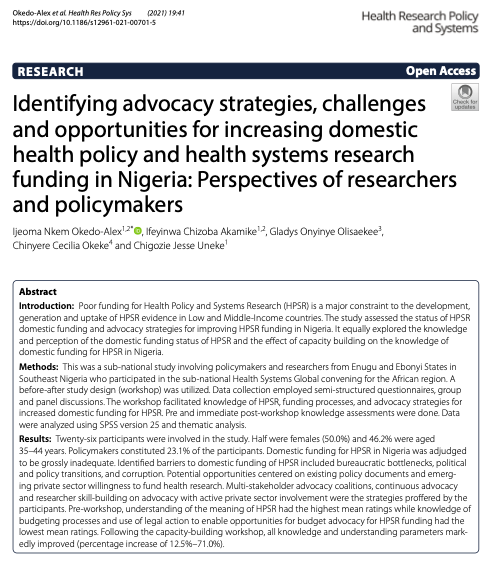 Okedo-Alex et al. Health Res Policy Sys (2021) 19:41
https://doi.org/10.1186/s12961-021-00701-5
Health Research Policy
and Systems
RESEARCH
Open Access
Check for
updates
Identifying advocacy strategies, challenges
and opportunities for increasing domestic
health policy and health systems research
funding in Nigeria: Perspectives of researchers
and policymakers
Ijeoma Nkem Okedo-Alex1,2*, Ifeyinwa Chizoba Akamike1,2, Gladys Onyinye Olisaekee3,
Chinyere Cecilia Okeke4 and Chigozie Jesse Uneke1
Abstract
Introduction: Poor funding for Health Policy and Systems Research (HPSR) is a major constraint to the development,
generation and uptake of HPSR evidence in Low and Middle-Income countries. The study assessed the status of HPSR
domestic funding and advocacy strategies for improving HPSR funding in Nigeria. It equally explored the knowledge
and perception of the domestic funding status of HPSR and the effect of capacity building on the knowledge of
domestic funding for HPSR in Nigeria.
Methods: This was a sub-national study involving policymakers and researchers from Enugu and Ebonyi States in
Southeast Nigeria who participated in the sub-national Health Systems Global convening for the African region. A
before-after study design (workshop) was utilized. Data collection employed semi-structured questionnaires, group
and panel discussions. The workshop facilitated knowledge of HPSR, funding processes, and advocacy strategies for
increased domestic funding for HPSR. Pre and immediate post-workshop knowledge assessments were done. Data
were analyzed using SPSS version 25 and thematic analysis.
Results: Twenty-six participants were involved in the study. Half were females (50.0%) and 46.2% were aged
35–44 years. Policymakers constituted 23.1% of the participants. Domestic funding for HPSR in Nigeria was adjudged
to be grossly inadequate. Identified barriers to domestic funding of HPSR included bureaucratic bottlenecks, political
and policy transitions, and corruption. Potential opportunities centered on existing policy documents and emerg-
ing private sector willingness to fund health research. Multi-stakeholder advocacy coalitions, continuous advocacy
and researcher skill-building on advocacy with active private sector involvement were the strategies proffered by the
participants. Pre-workshop, understanding of the meaning of HPSR had the highest mean ratings while knowledge of
budgeting processes and use of legal action to enable opportunities for budget advocacy for HPSR funding had the
lowest mean ratings. Following the capacity-building workshop, all knowledge and understanding parameters mark-
edly improved (percentage increase of 12.5%–71.0%).